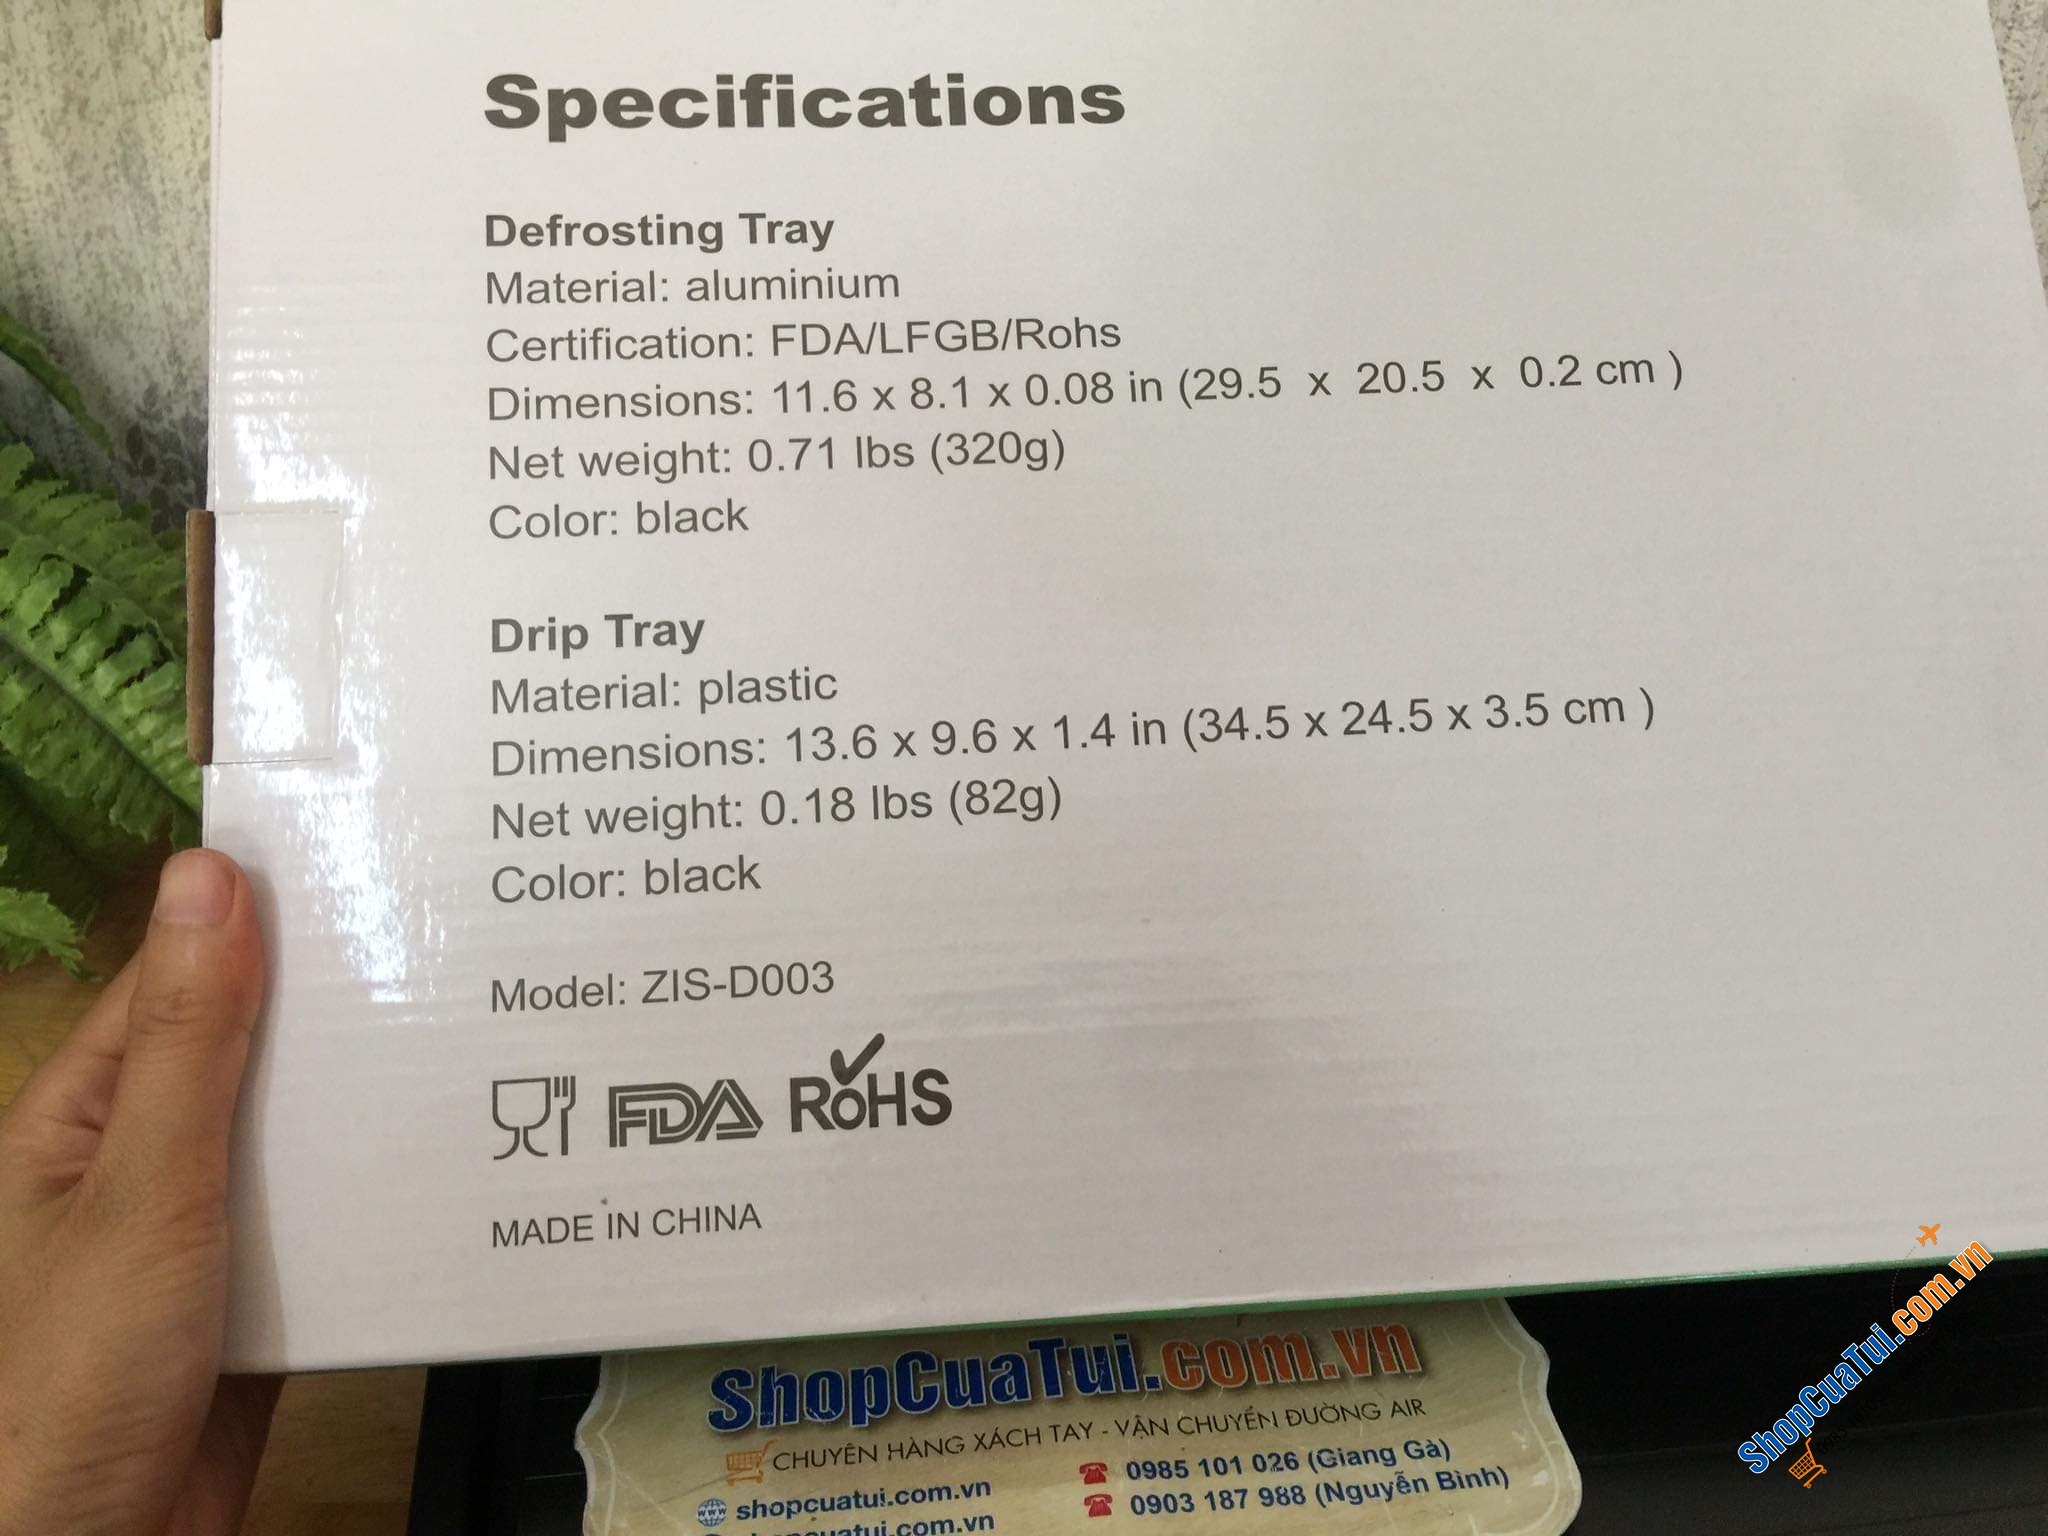 Specifications
Defrosting Tray
Material: aluminium
Certification: FDA/LFGB/Rohs
Dimensions: 11.6 x 8.1 x 0.08 in (29.5 x 20.5 x 0.2 cm )
Net weight: 0.71 lbs (320g)
Color: black
Drip Tray
Material: plastic
Dimensions: 13.6 x 9.6 x 1.4 in (34.5 x 24.5 x 3.5 cm )
Net weight: 0.18 lbs (82g)
Color: black
Model: ZIS-D003
FDA RoHS
MADE IN CHINA
ShopCuaTui.com.vn
CHUYÊN HÀNG XÁCH TAY - VẬN CHUYỂN ĐƯỜNG AIR
shopcuatui.com.vn
0985 101 026 (Giang Gà)
0903 187 988 (Nguyễn Bình)
shopcuatui.com.vn
ShopCuaTui.com.vn